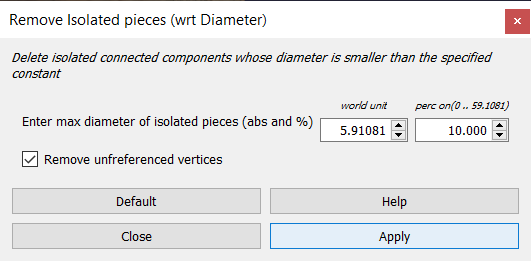 Remove Isolated pieces (wrt Diameter)
Delete isolated connected components whose diameter is smaller than the specified
constant
world unit perc on(0 .. 59.1081)
Enter max diameter of isolated pieces (abs and %) 5.91081 10.000
Remove unfreferenced vertices
Default Help
Close Apply